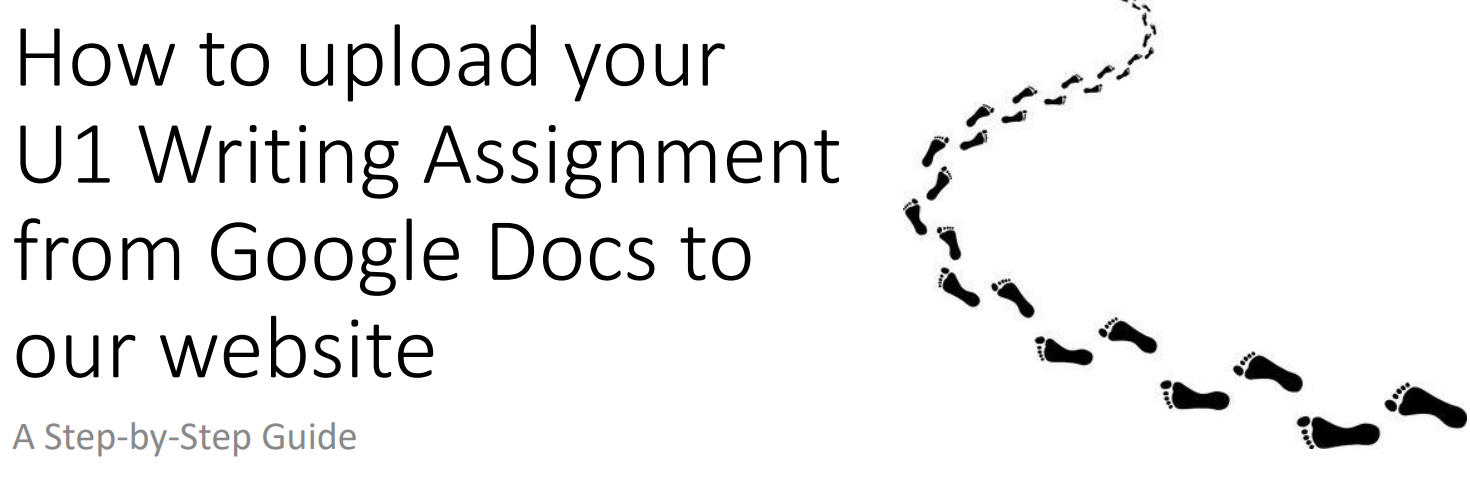 How to upload your
U1 Writing Assignment
from Google Docs to
our website
A Step-by-Step Guide